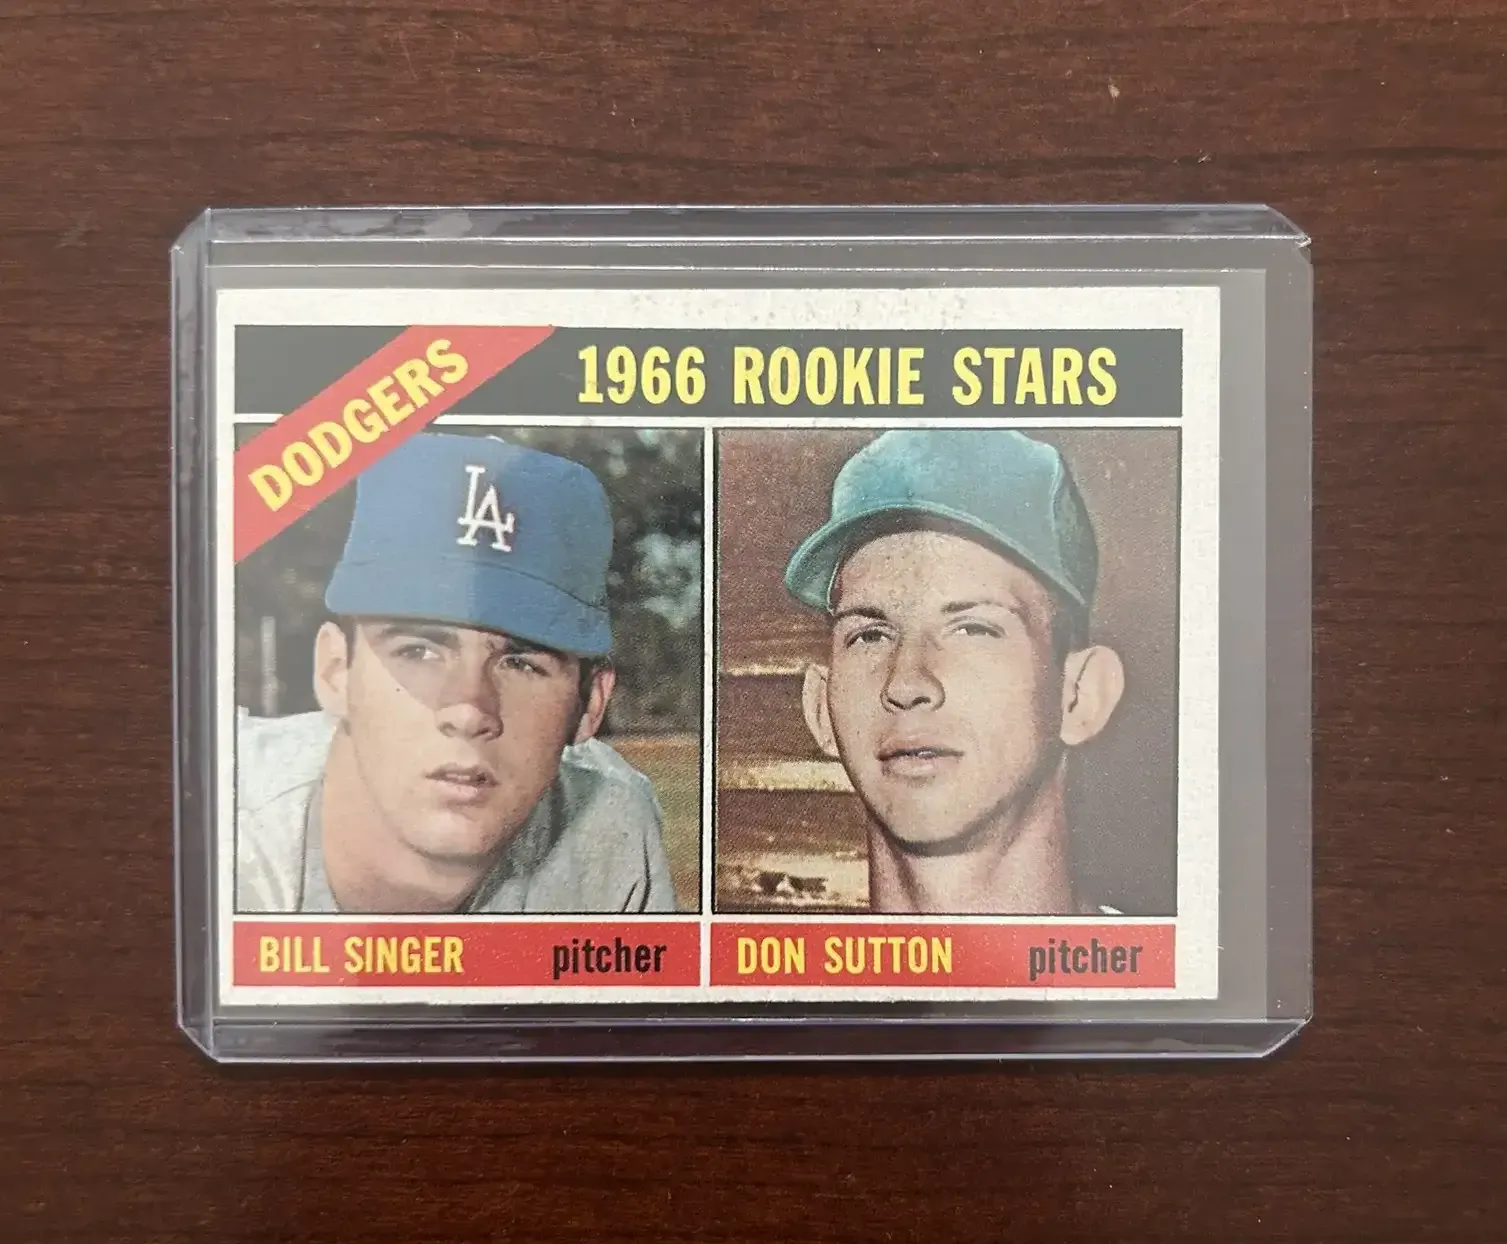 DODGERS
1966 ROOKIE STARS
LA
BILL SINGER pitcher
DON SUTTON pitcher